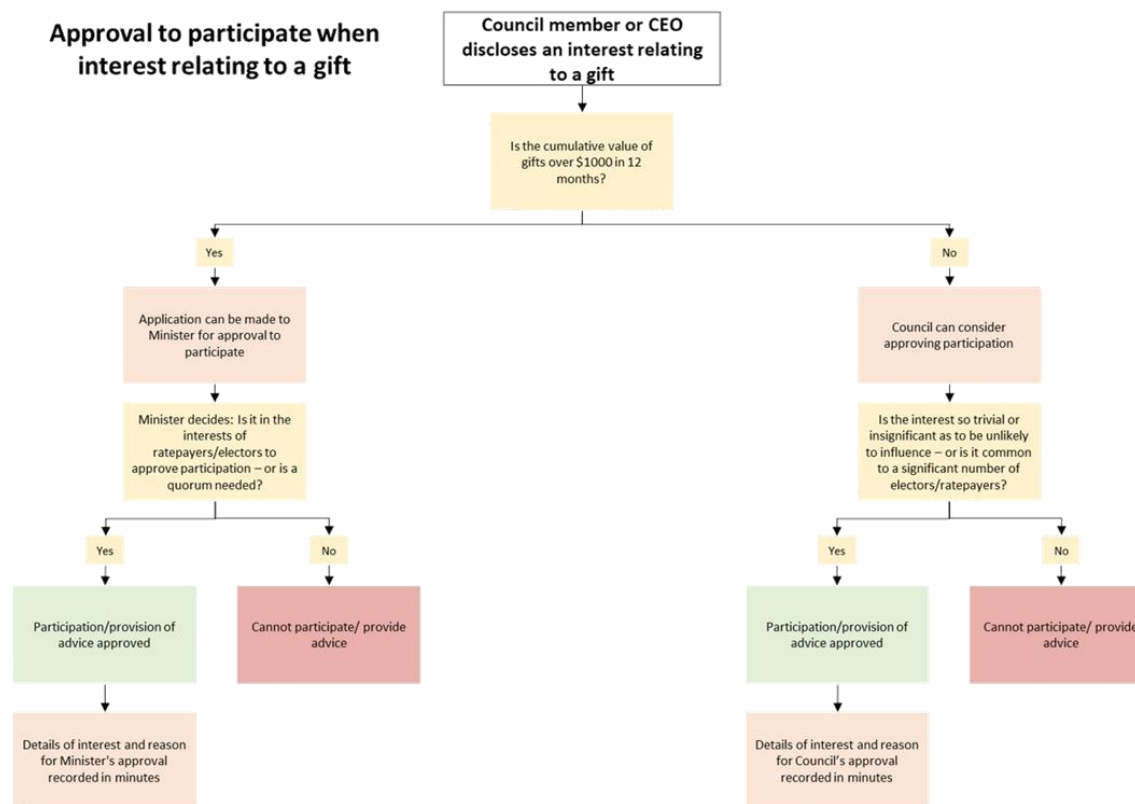 Approval to participate when
interest relating to a gift
Council member or CEO
discloses an interest relating
to a gift
Is the cumulative value of
gifts over $1000 in 12
months?
Yes
No
Application can be made to
Minister for approval to
participate
Council can consider
approving participation
Minister decides: Is it in the
interests of
ratepayers/electors to
approve participation – or is a
quorum needed?
Is the interest so trivial or
insignificant as to be unlikely
to influence – or is it common
to a significant number of
electors/ratepayers?
Yes
No
Yes
No
Participation/provision of
advice approved
Cannot participate/ provide
advice
Participation/provision of
advice approved
Cannot participate/ provide
advice
Details of interest and reason
for Minister's approval
recorded in minutes
Details of interest and reason
for Council’s approval
recorded in minutes